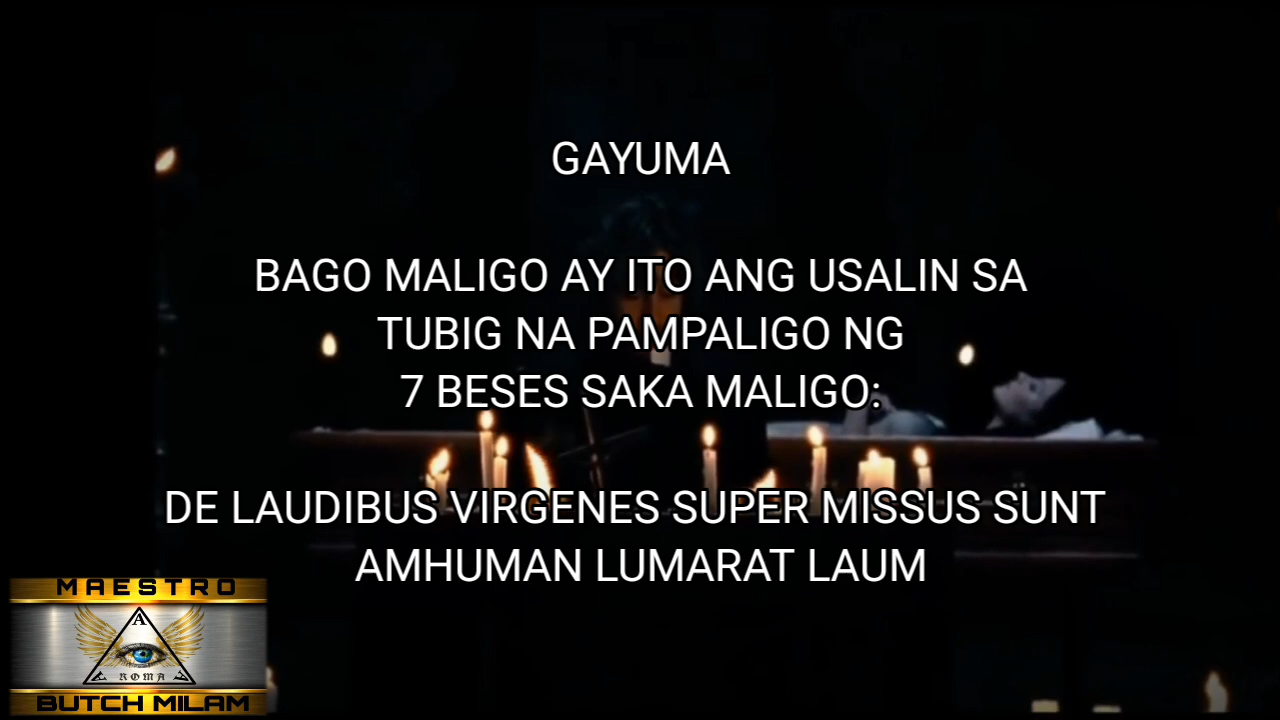 GAYUMA
BAGO MALIGO AY ITO ANG USALIN SA
TUBIG NA PAMPALIGO NG
7 BESES SAKA MALIGO:
DE LAUDIBUS VIRGENES SUPER MISSUS SUNT
AMHUMAN LUMARAT LAUM
MAESTRO
A
ROMA
BUTCH MILAM